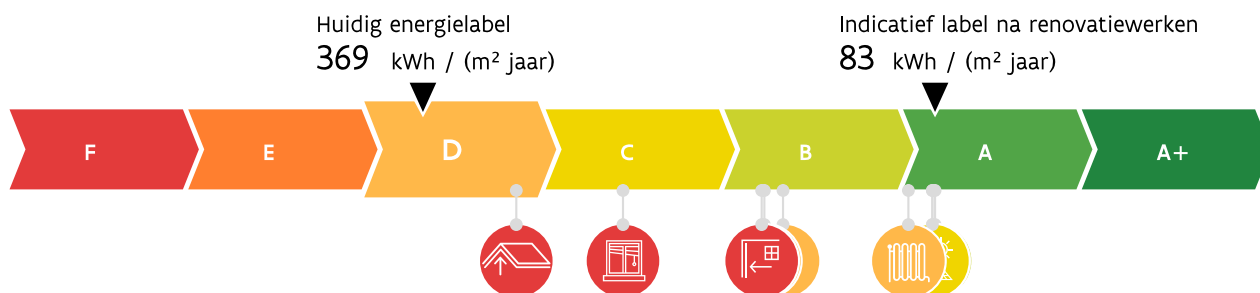 Huidig energielabel
369 kWh / (m² jaar)
Indicatief label na renovatiewerken
83 kWh / (m² jaar)
F E D C B A A+